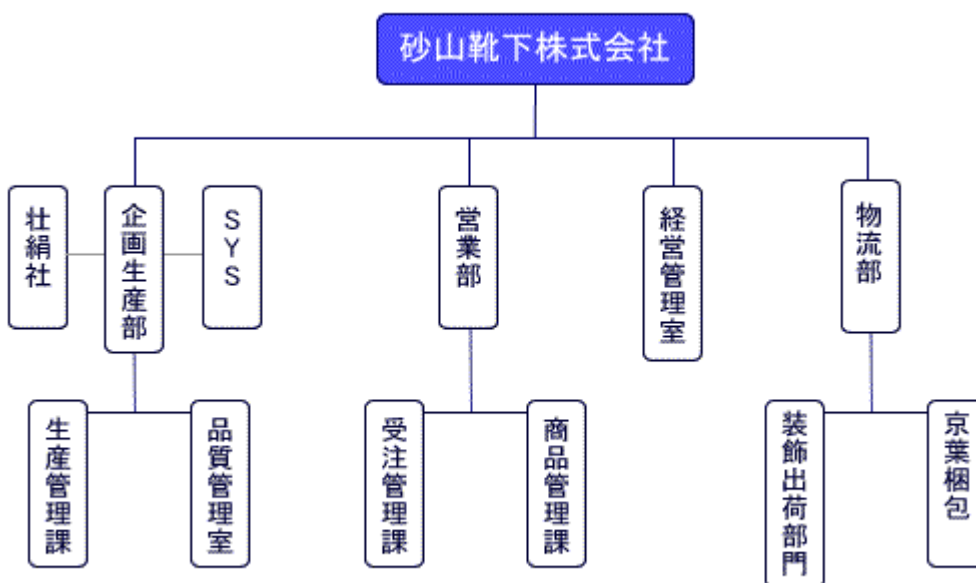 砂山靴下株式会社
壮絹社
企画生産部
SYS
営業部
経営管理室
物流部
生産管理課
品質管理室
受注管理課
商品管理課
装飾出荷部門
京葉梱包